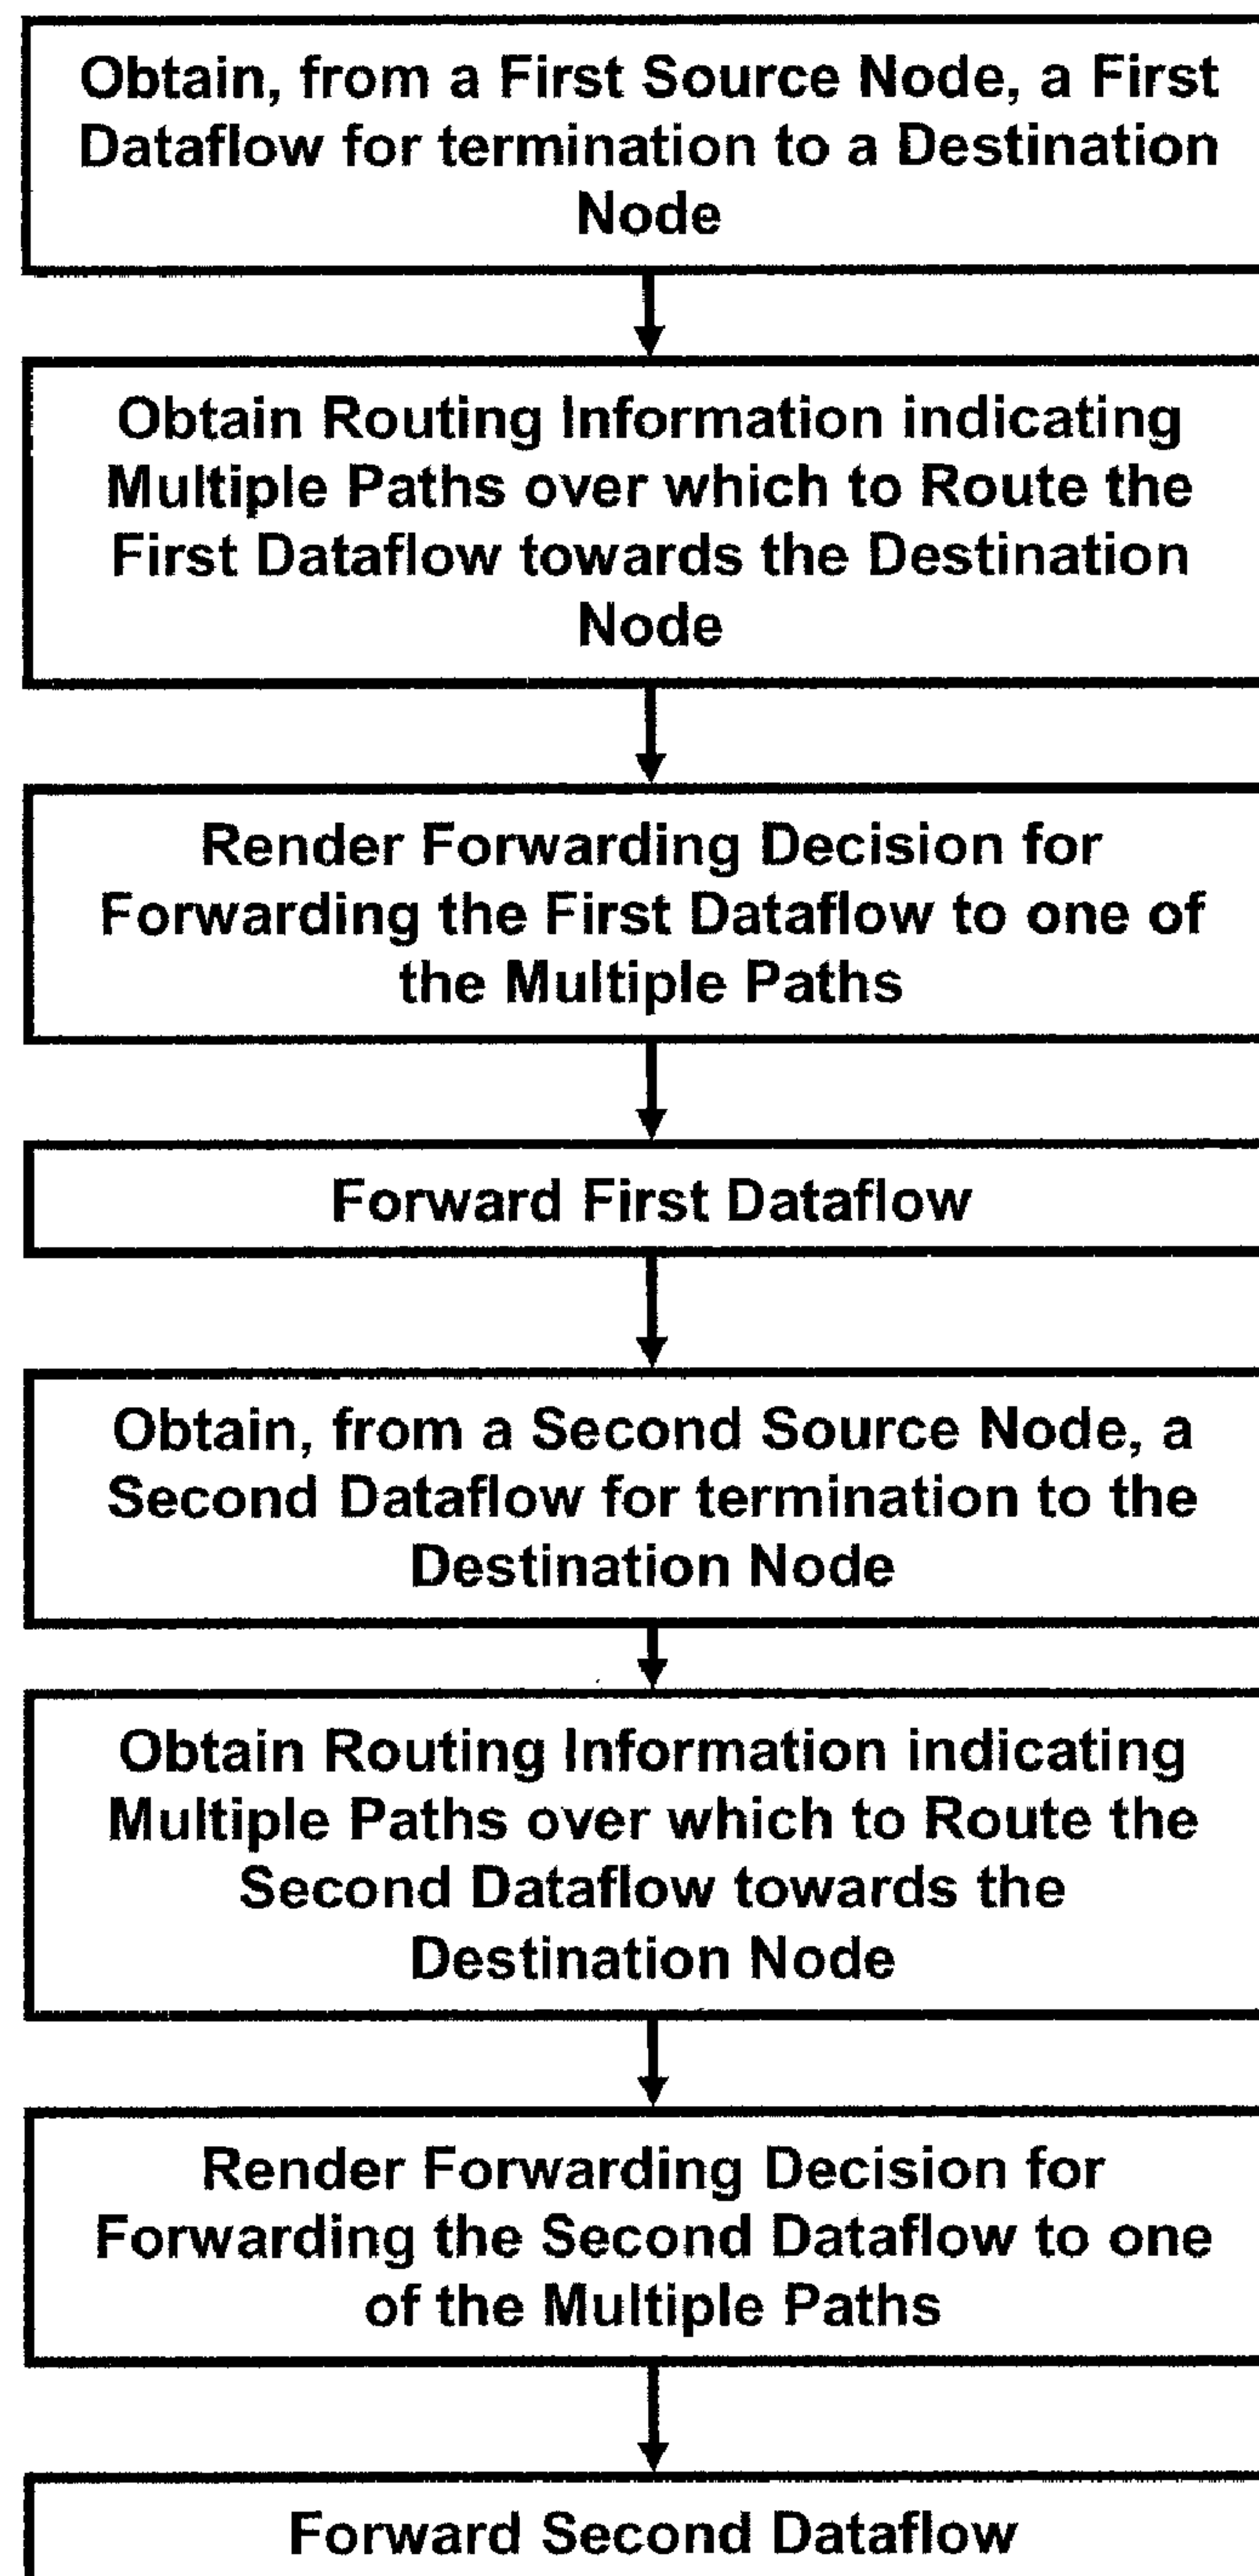 Obtain, from a First Source Node, a First
Dataflow for termination to a Destination
Node
Obtain Routing Information indicating
Multiple Paths over which to Route the
First Dataflow towards the Destination
Node
Render Forwarding Decision for
Forwarding the First Dataflow to one of
the Multiple Paths
Forward First Dataflow
Obtain, from a Second Source Node, a
Second Dataflow for termination to the
Destination Node
Obtain Routing Information indicating
Multiple Paths over which to Route the
Second Dataflow towards the
Destination Node
Render Forwarding Decision for
Forwarding the Second Dataflow to one
of the Multiple Paths
Forward Second Dataflow